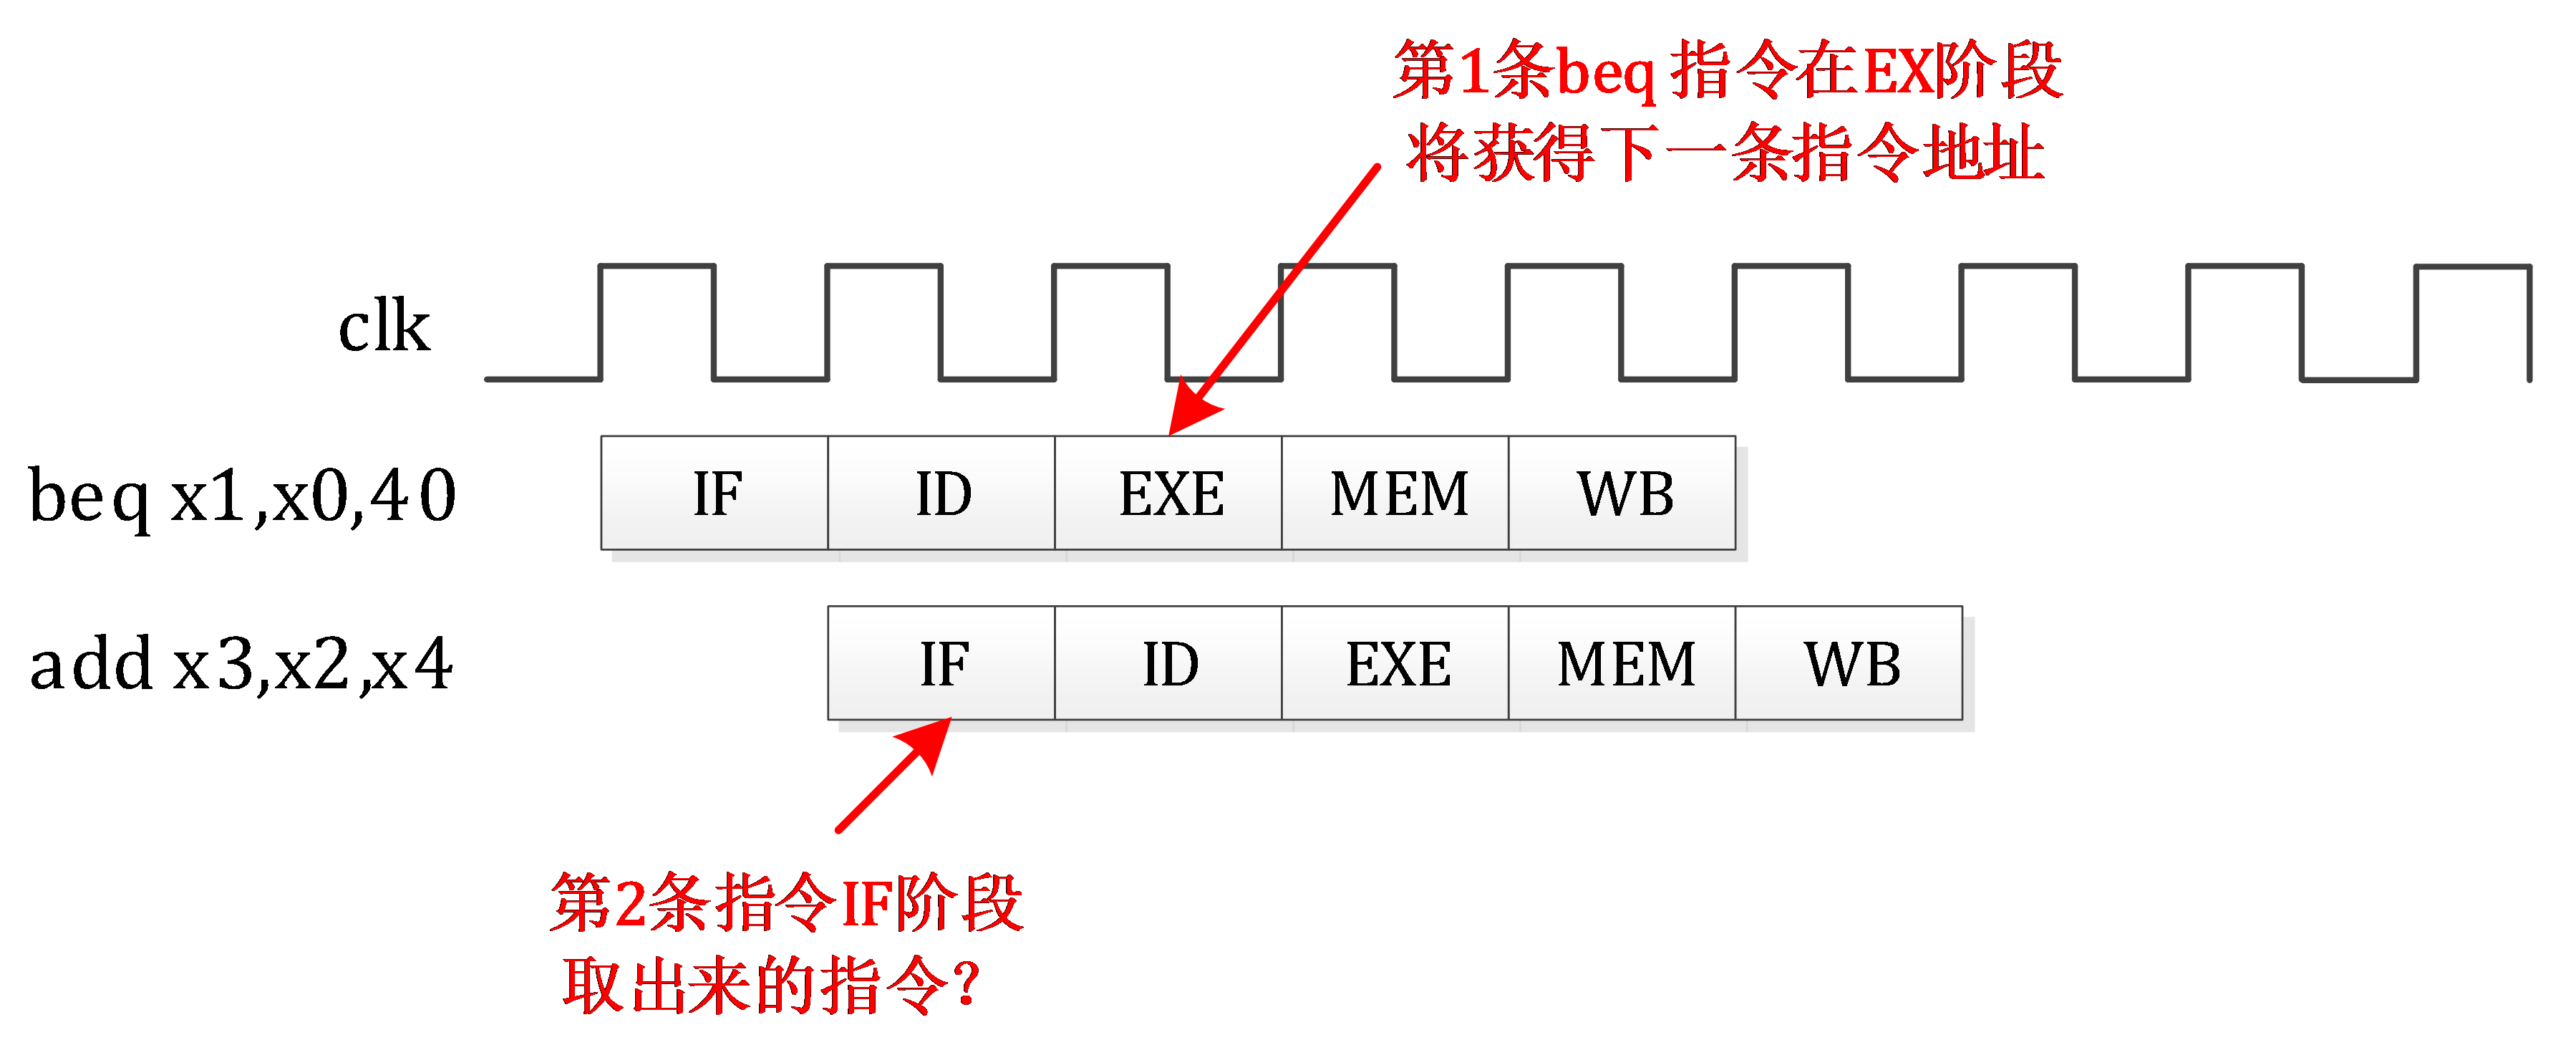 第1条beq 指令在EX阶段
将获得下一条指令地址
clk
beq x1,x0,40
IF ID EXE MEM WB
add x3,x2,x4
IF ID EXE MEM WB
第2条指令IF阶段
取出来的指令？